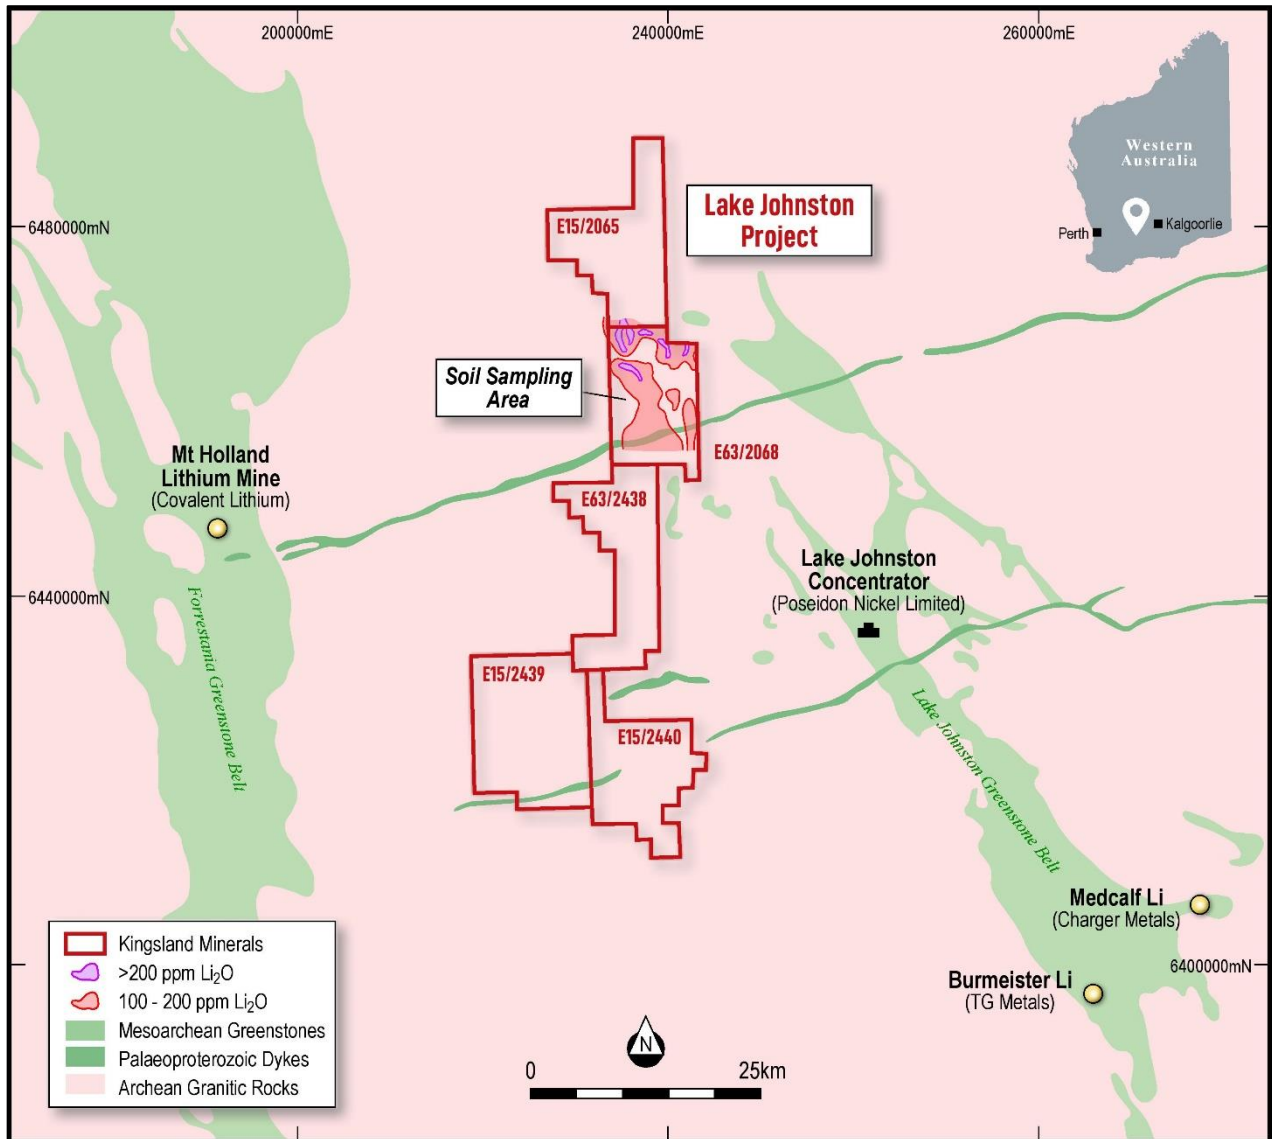 200000mE
240000mE
260000mE
6480000mN
6440000mN
6400000mN
Western
Australia
Perth
Kalgoorlie
Lake Johnston
Project
E15/2065
Soil Sampling
Area
E63/2068
Mt Holland
Lithium Mine
(Covalent Lithium)
E63/2438
Lake Johnston
Concentrator
(Poseidon Nickel Limited)
Forrestania Greenstone Belt
E15/2439
E15/2440
Lake Johnston Greenstone Belt
Medcalf Li
(Charger Metals)
Burmeister Li
(TG Metals)
Kingsland Minerals
>200 ppm Li₂O
100 - 200 ppm Li₂O
Mesoarchean Greenstones
Palaeoproterozoic Dykes
Archean Granitic Rocks
N
0 25km